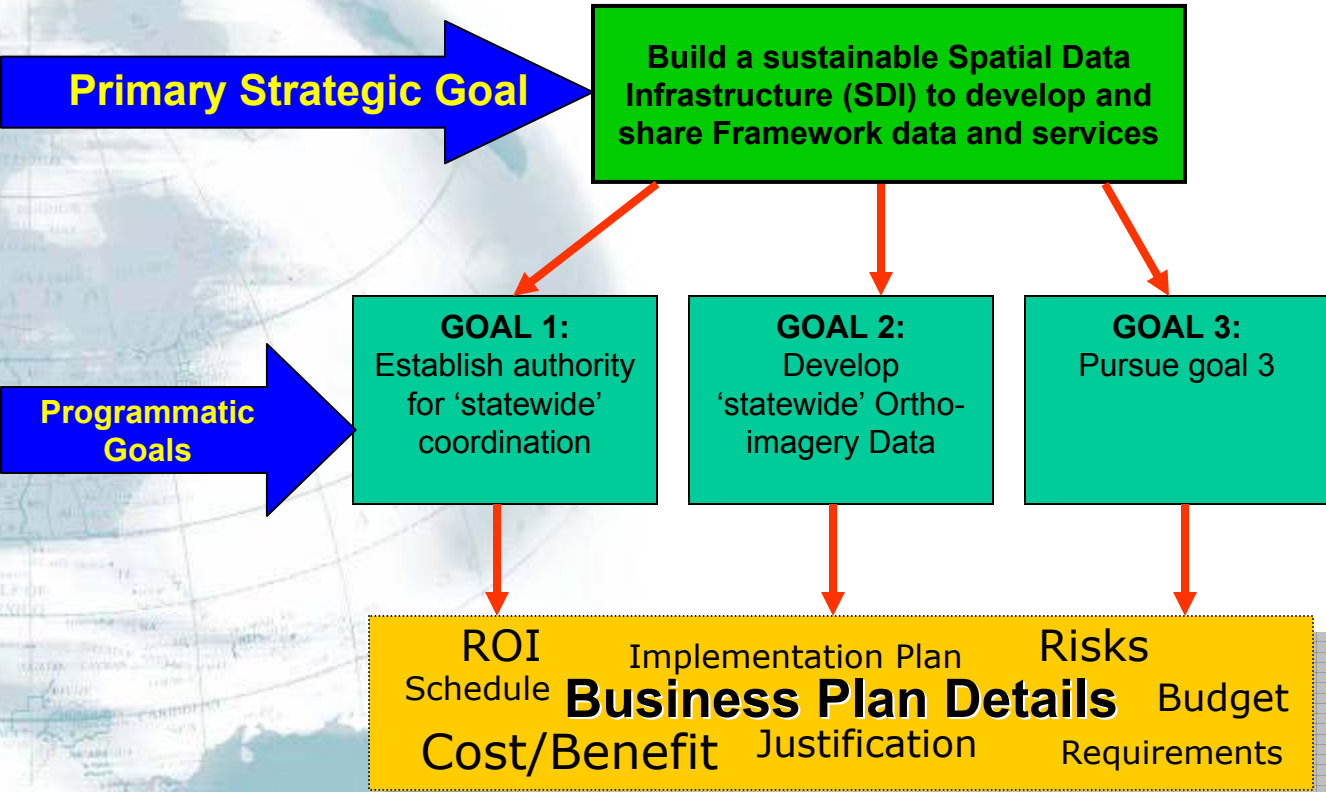 Primary Strategic Goal
Build a sustainable Spatial Data
Infrastructure (SDI) to develop and
share Framework data and services
Programmatic
Goals
GOAL 1:
Establish authority
for ‘statewide’
coordination
GOAL 2:
Develop
‘statewide’ Ortho-
imagery Data
GOAL 3:
Pursue goal 3
ROI
Implementation Plan
Risks
Schedule
Business Plan Details
Budget
Cost/Benefit
Justification
Requirements